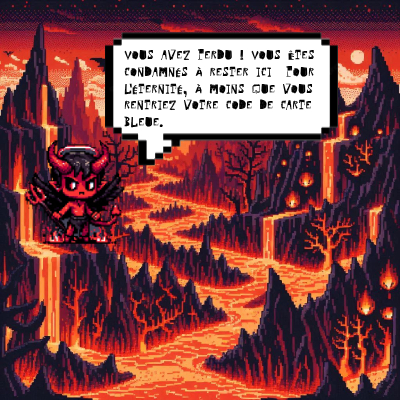 VOUS AVEZ PERDU ! VOUS ÊTES
CONDAMNÉS À RESTER ICI POUR
L'ÉTERNITÉ, À MOINS QUE VOUS
RENTRIEZ VOTRE CODE DE CARTE
BLEUE.